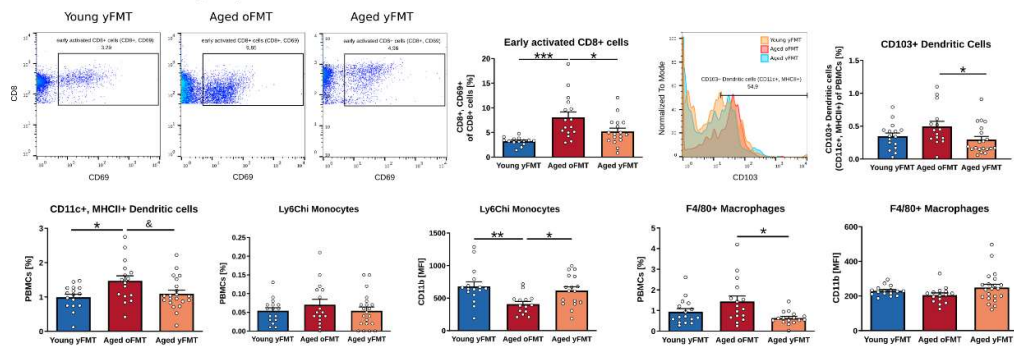 Young yFMT
Aged oFMT
Aged yFMT
early activated CD8+ cells (CD8+, CD69)
3.79
early activated CD8+ cells (CD8+, CD69)
early activated CD8+ cells (CD8+, CD69)
4.06
CD8
CD69
CD69
CD69
Early activated CD8+ cells
CD8+, CD69+
of CD8+ cells [%]
20
15
10
5
0
***
*
Young yFMT
Aged oFMT
Aged yFMT
Young yFMT
Aged oFMT
Aged yFMT
CD103+ Dendritic cells (CD11c+, MHCII+)
54.9
Normalized To Mode
CD103
CD103+ Dendritic Cells
CD103+ Dendritic cells
(CD11c+, MHCII+) of PBMCs [%]
1.5
1.0
0.5
0.0
*
Young yFMT
Aged oFMT
Aged yFMT
CD11c+, MHCII+ Dendritic cells
PBMCs [%]
3
2
1
0
*
&
Young yFMT
Aged oFMT
Aged yFMT
Ly6Chi Monocytes
PBMCs [%]
0.25
0.20
0.15
0.10
0.05
0.00
Young yFMT
Aged oFMT
Aged yFMT
Ly6Chi Monocytes
CD11b [MFI]
1500
1000
500
0
**
*
Young yFMT
Aged oFMT
Aged yFMT
F4/80+ Macrophages
PBMCs [%]
5
4
3
2
1
0
*
Young yFMT
Aged oFMT
Aged yFMT
F4/80+ Macrophages
CD11b [MFI]
600
400
200
0
Young yFMT
Aged oFMT
Aged yFMT